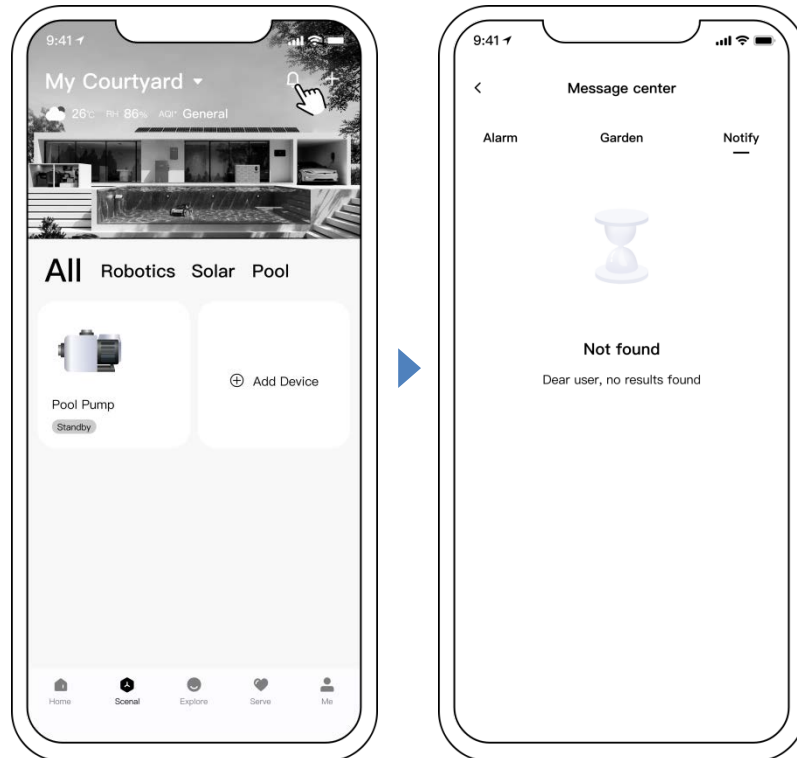 9:41
My Courtyard
26℃ RH 86% AQI* General
All Robotics Solar Pool
Pool Pump
Standby
Add Device
Home Scenal Explore Serve Me
9:41
Message center
Alarm Garden Notify
Not found
Dear user, no results found